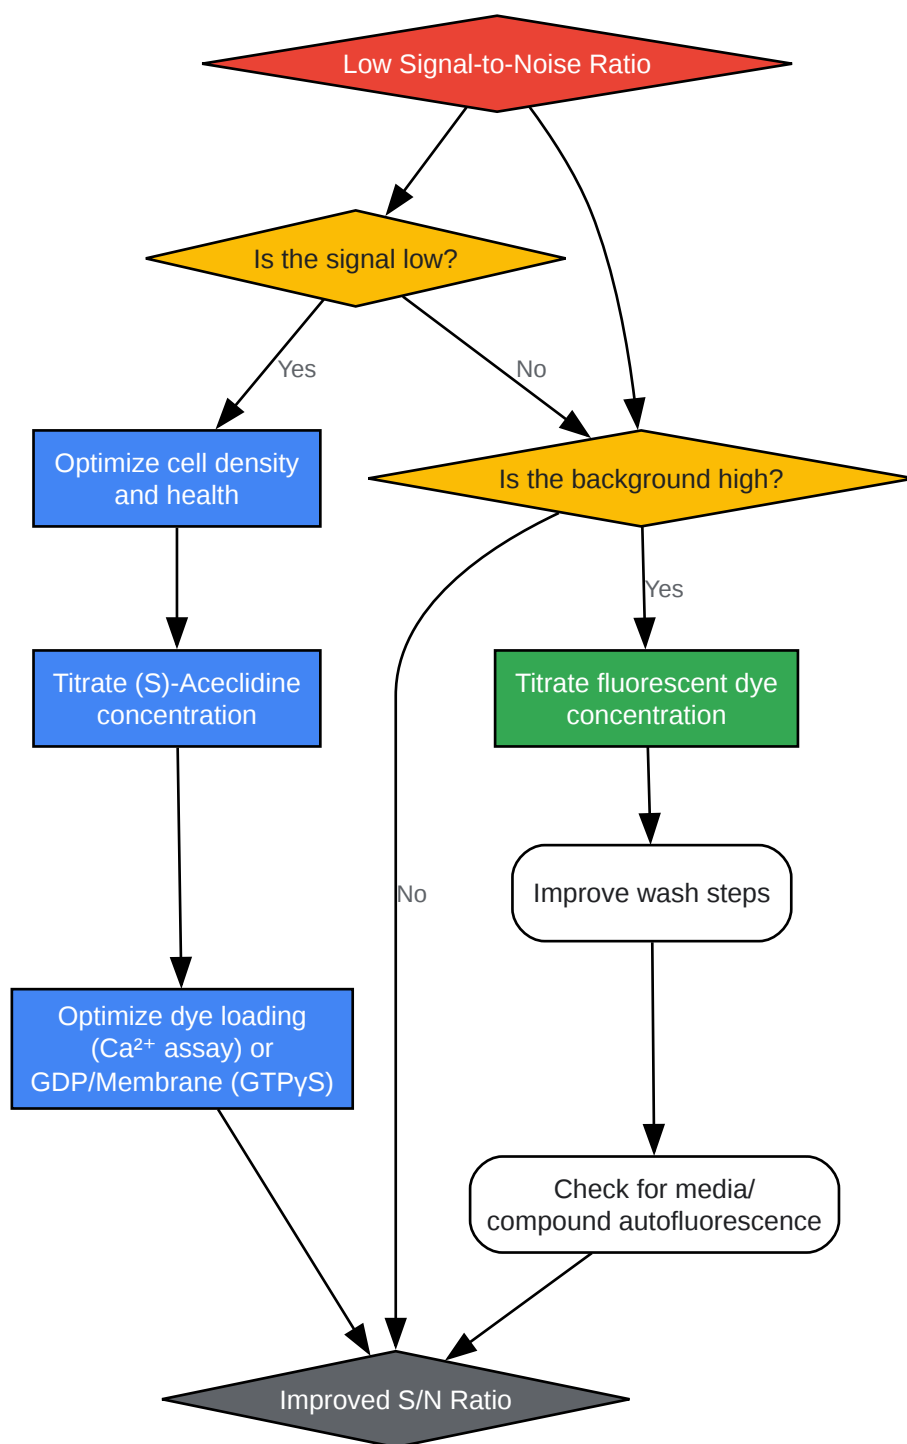 Low Signal-to-Noise Ratio
Is the signal low?
Yes
No
Optimize cell density
and health
Is the background high?
Yes
Titrate (S)-Aceclidine
concentration
Titrate fluorescent dye
concentration
No
Improve wash steps
Optimize dye loading
(Ca²⁺ assay) or
GDP/Membrane (GTPγS)
Check for media/
compound autofluorescence
Improved S/N Ratio